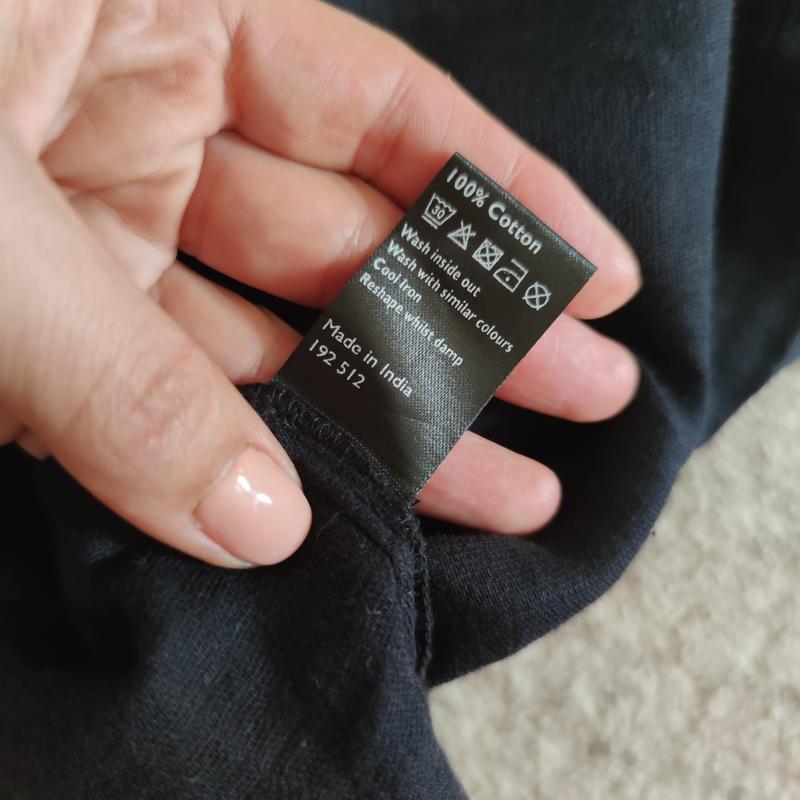 100% Cotton
30
Wash inside out
Wash with similar colours
Cool Iron
Reshape whilst damp
Made in India
192 512